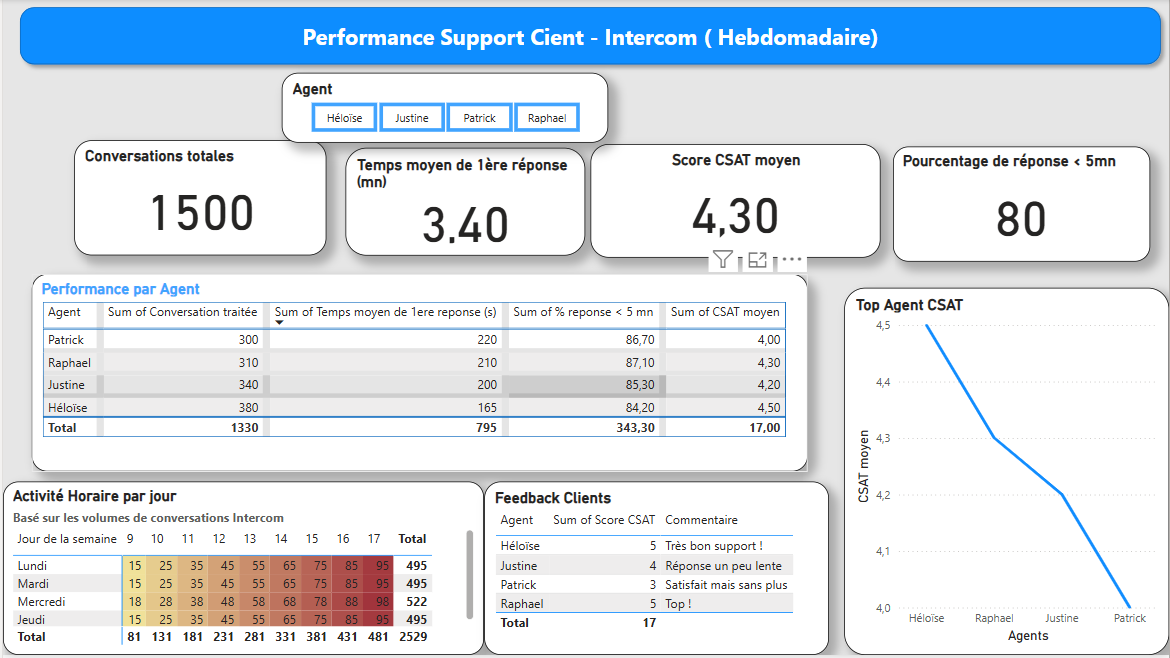 Performance Support Cient - Intercom ( Hebdomadaire)
Agent
Héloïse Justine Patrick Raphael
Conversations totales
1 500
Temps moyen de 1ère réponse
(mn)
3,40
Score CSAT moyen
4,30
Pourcentage de réponse < 5mn
80
Performance par Agent
Agent Sum of Conversation traitée Sum of Temps moyen de 1ere reponse (s) Sum of % reponse < 5 mn Sum of CSAT moyen
Patrick 300 220 86,70 4,00
Raphael 310 210 87,10 4,30
Justine 340 200 85,30 4,20
Héloïse 380 165 84,20 4,50
Total 1330 795 343,30 17,00
Top Agent CSAT
4,5
4,4
4,3
4,2
4,1
4,0
CSAT moyen
Héloïse Raphael Justine Patrick
Agents
Activité Horaire par jour
Basé sur les volumes de conversations Intercom
Jour de la semaine 9 10 11 12 13 14 15 16 17 Total
Lundi 15 25 35 45 55 65 75 85 95 495
Mardi 15 25 35 45 55 65 75 85 95 495
Mercredi 18 28 38 48 58 68 78 88 98 522
Jeudi 15 25 35 45 55 65 75 85 95 495
Total 81 131 181 231 281 331 381 431 481 2529
Feedback Clients
Agent Sum of Score CSAT Commentaire
Héloïse 5 Très bon support !
Justine 4 Réponse un peu lente
Patrick 3 Satisfait mais sans plus
Raphael 5 Top !
Total 17